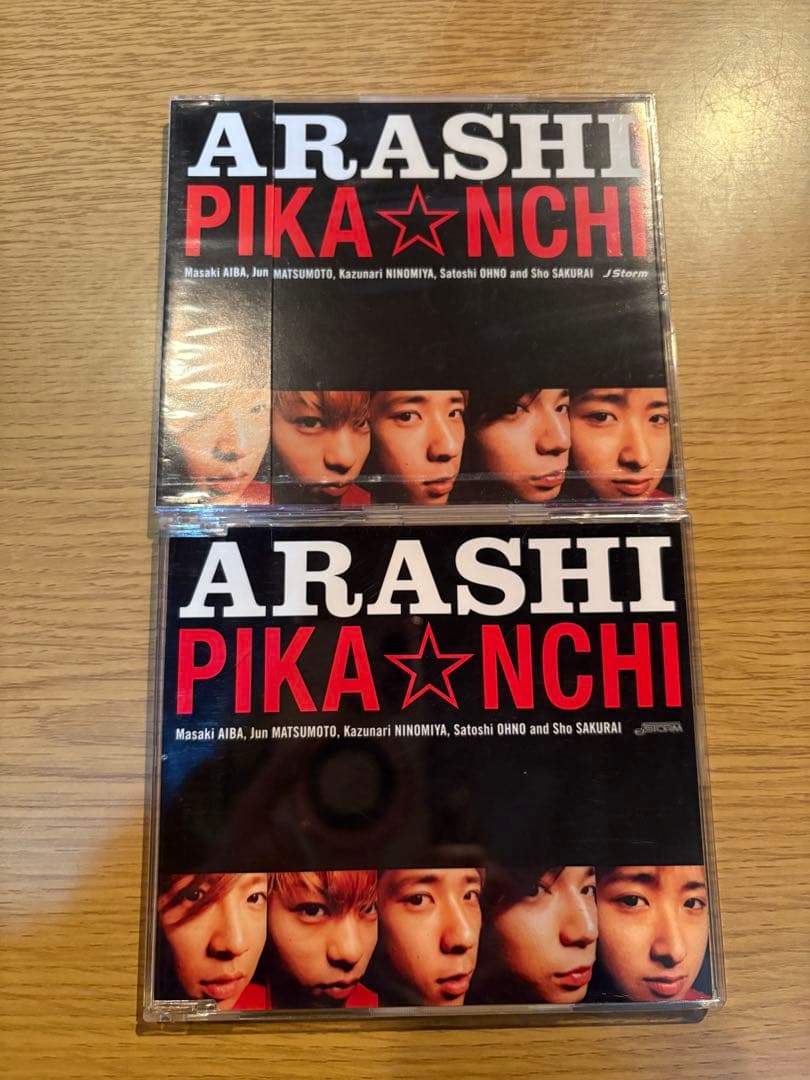 ARASHI
PIKA☆NCHI
Masaki AIBA, Jun MATSUMOTO, Kazunari NINOMIYA, Satoshi OHNO and Sho SAKURAI J Storm
ARASHI
PIKA☆NCHI
Masaki AIBA, Jun MATSUMOTO, Kazunari NINOMIYA, Satoshi OHNO and Sho SAKURAI JSTORM